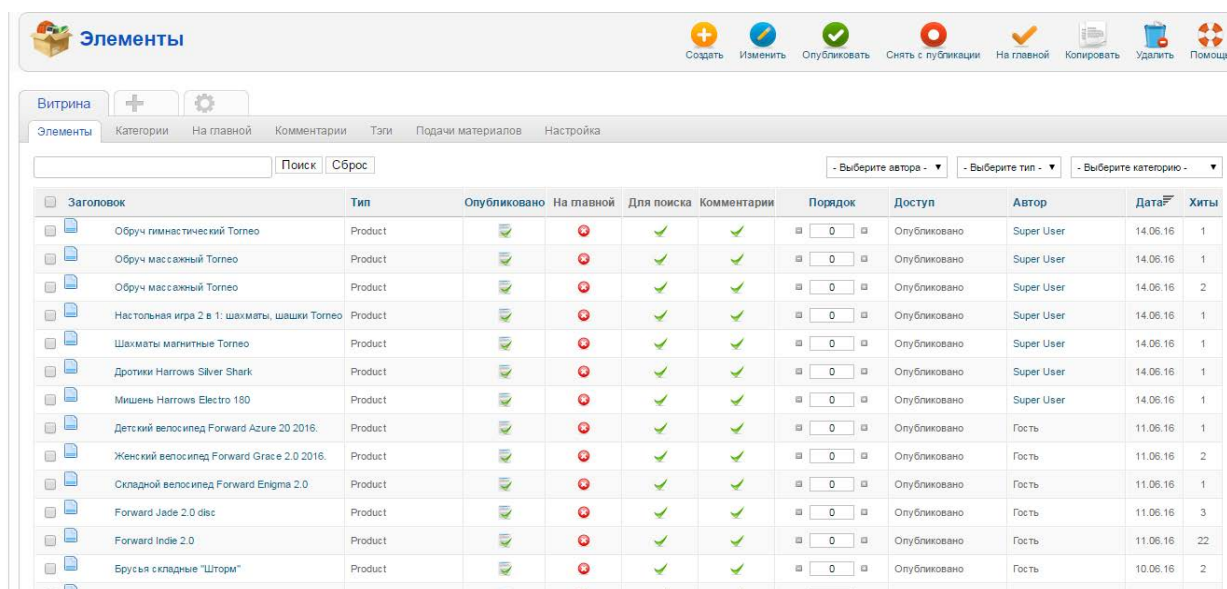 Элементы
Создать Изменить Опубликовать Снять с публикации На главной Копировать Удалить Помощь
Витрина
Элементы Категории На главной Комментарии Тэги Подачи материалов Настройка
Поиск Сброс - Выберите автора - - Выберите тип - - Выберите категорию -
Заголовок Тип Опубликовано На главной Для поиска Комментарии Порядок Доступ Автор Дата Хиты
Обруч гимнастический Torneo Product 0 Опубликовано Super User 14.06.16 1
Обруч массажный Torneo Product 0 Опубликовано Super User 14.06.16 1
Обруч массажный Torneo Product 0 Опубликовано Super User 14.06.16 2
Настольная игра 2 в 1: шахматы, шашки Torneo Product 0 Опубликовано Super User 14.06.16 1
Шахматы магнитные Torneo Product 0 Опубликовано Super User 14.06.16 1
Дротики Harrows Silver Shark Product 0 Опубликовано Super User 14.06.16 1
Мишень Harrows Electro 180 Product 0 Опубликовано Super User 14.06.16 1
Детский велосипед Forward Azure 20 2016. Product 0 Опубликовано Гость 11.06.16 1
Женский велосипед Forward Grace 2.0 2016. Product 0 Опубликовано Гость 11.06.16 2
Складной велосипед Forward Enigma 2.0 Product 0 Опубликовано Гость 11.06.16 1
Forward Jade 2.0 disc Product 0 Опубликовано Гость 11.06.16 3
Forward Indie 2.0 Product 0 Опубликовано Гость 11.06.16 22
Брусья складные "Шторм" Product 0 Опубликовано Гость 10.06.16 2